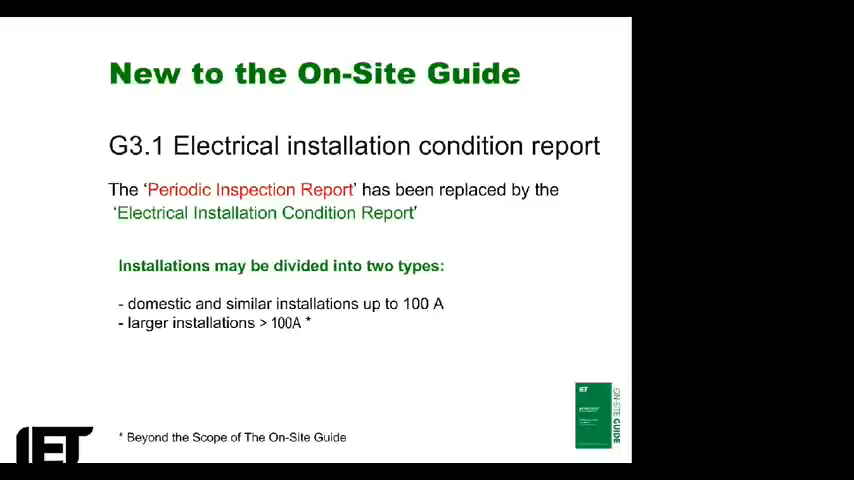 New to the On-Site Guide
G3.1 Electrical installation condition report
The ‘Periodic Inspection Report’ has been replaced by the
‘Electrical Installation Condition Report’
Installations may be divided into two types:
- domestic and similar installations up to 100 A
- larger installations > 100A *
IET
ON-SITE GUIDE
* Beyond the Scope of The On-Site Guide
IET